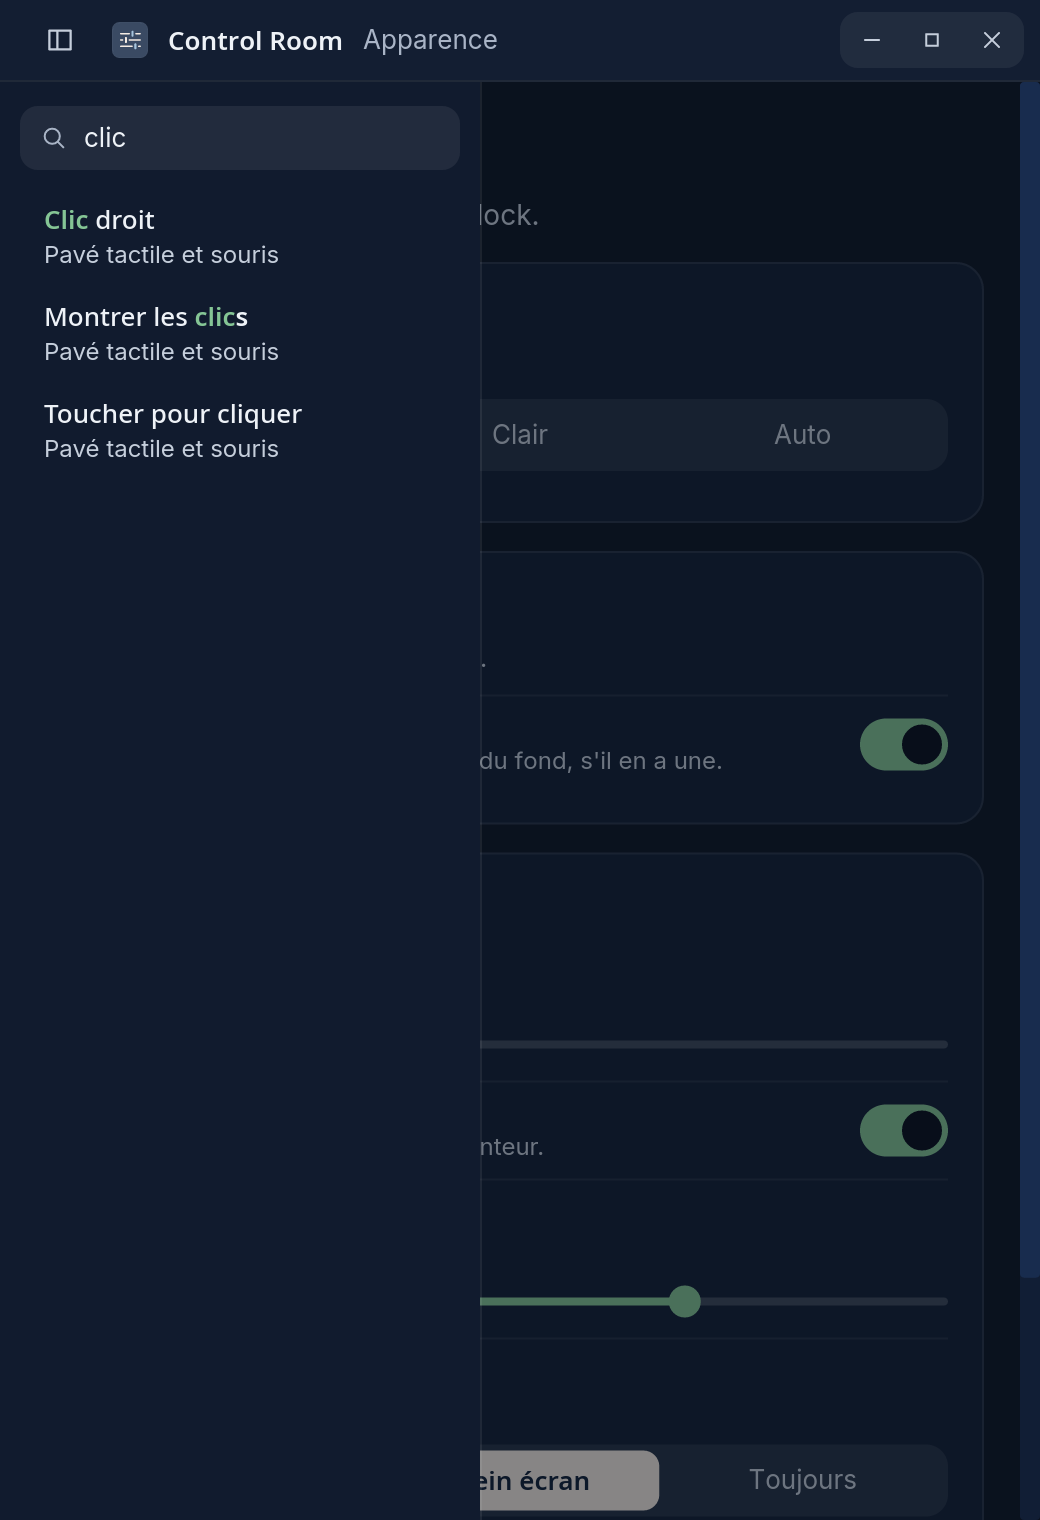 Control Room Apparence
clic
Clic droit
Pavé tactile et souris
Montrer les clics
Pavé tactile et souris
Toucher pour cliquer
Pavé tactile et souris
lock.
Clair Auto
.
du fond, s'il en a une.
nteur.
ein écran Toujours